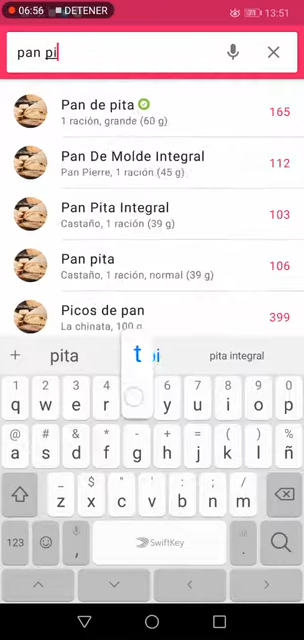 06:56 DETENER
13:51
pan pi
Pan de pita
1 ración, grande (60 g)
165
Pan De Molde Integral
Pan Pierre, 1 ración (45 g)
112
Pan Pita Integral
Castaño, 1 ración (39 g)
103
Pan pita
Castaño, 1 ración, normal (39 g)
106
Picos de pan
La chinata, 100 g
399
+ pita t pi pita integral
1 2 3 4 6 7 8 9 0
q w e r y u i o p
@ # & * - + = ( ) !
a s d f g h j k l ñ
_ $ " ' : ; /
z x c v b n m
123 , SwiftKey .